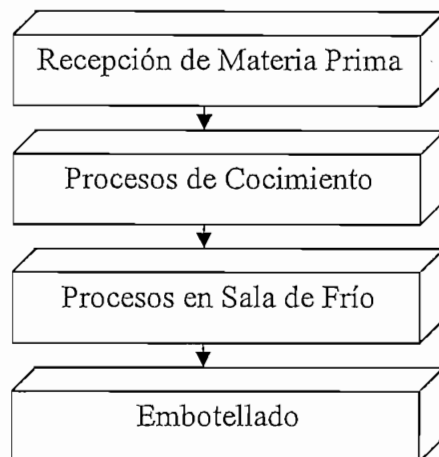 Recepción de Materia Prima
Procesos de Cocimiento
Procesos en Sala de Frío
Embotellado